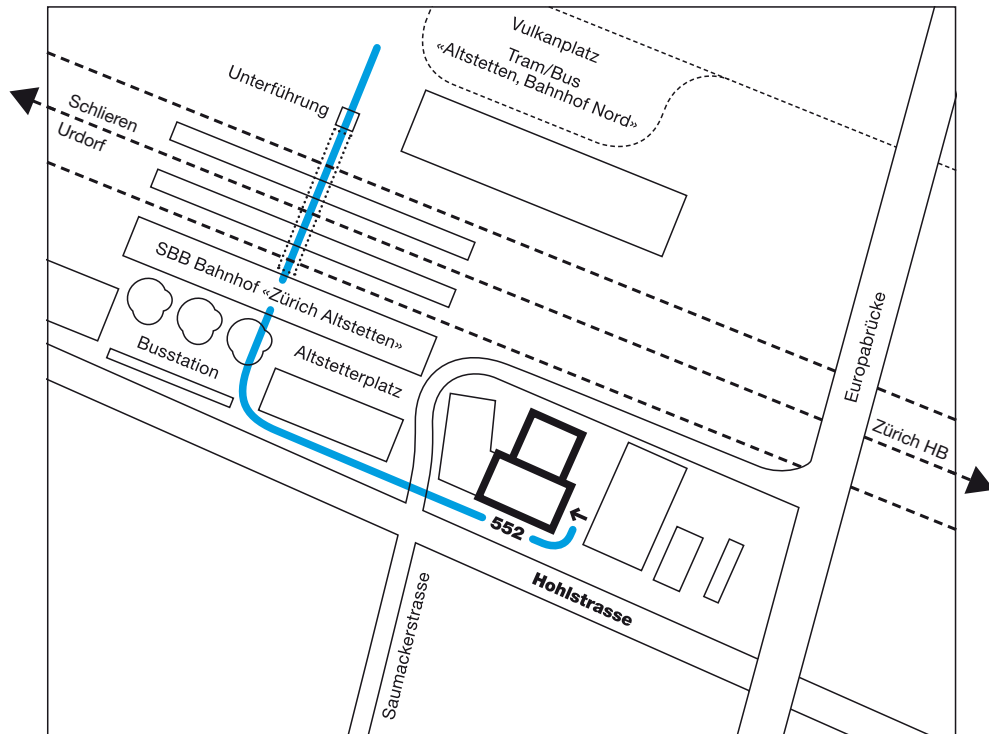 Vulkanplatz
Tram/Bus
«Altstetten, Bahnhof Nord»
Unterführung
Schlieren
Urdorf
SBB Bahnhof «Zürich Altstetten»
Busstation
Altstetterplatz
Europabrücke
Zürich HB
552
Hohlstrasse
Saumackerstrasse